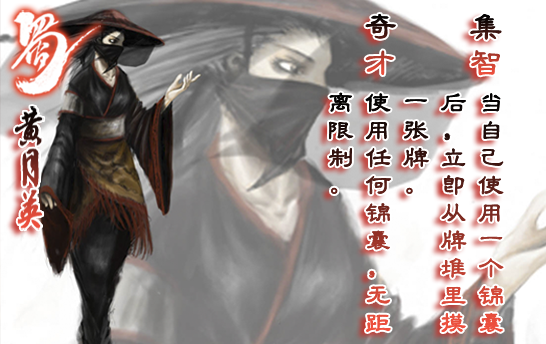 蜀
黄月英
集智
当自己使用一个锦囊
后，立即从牌堆里摸
一张牌。
奇才
使用任何锦囊，无距
离限制。